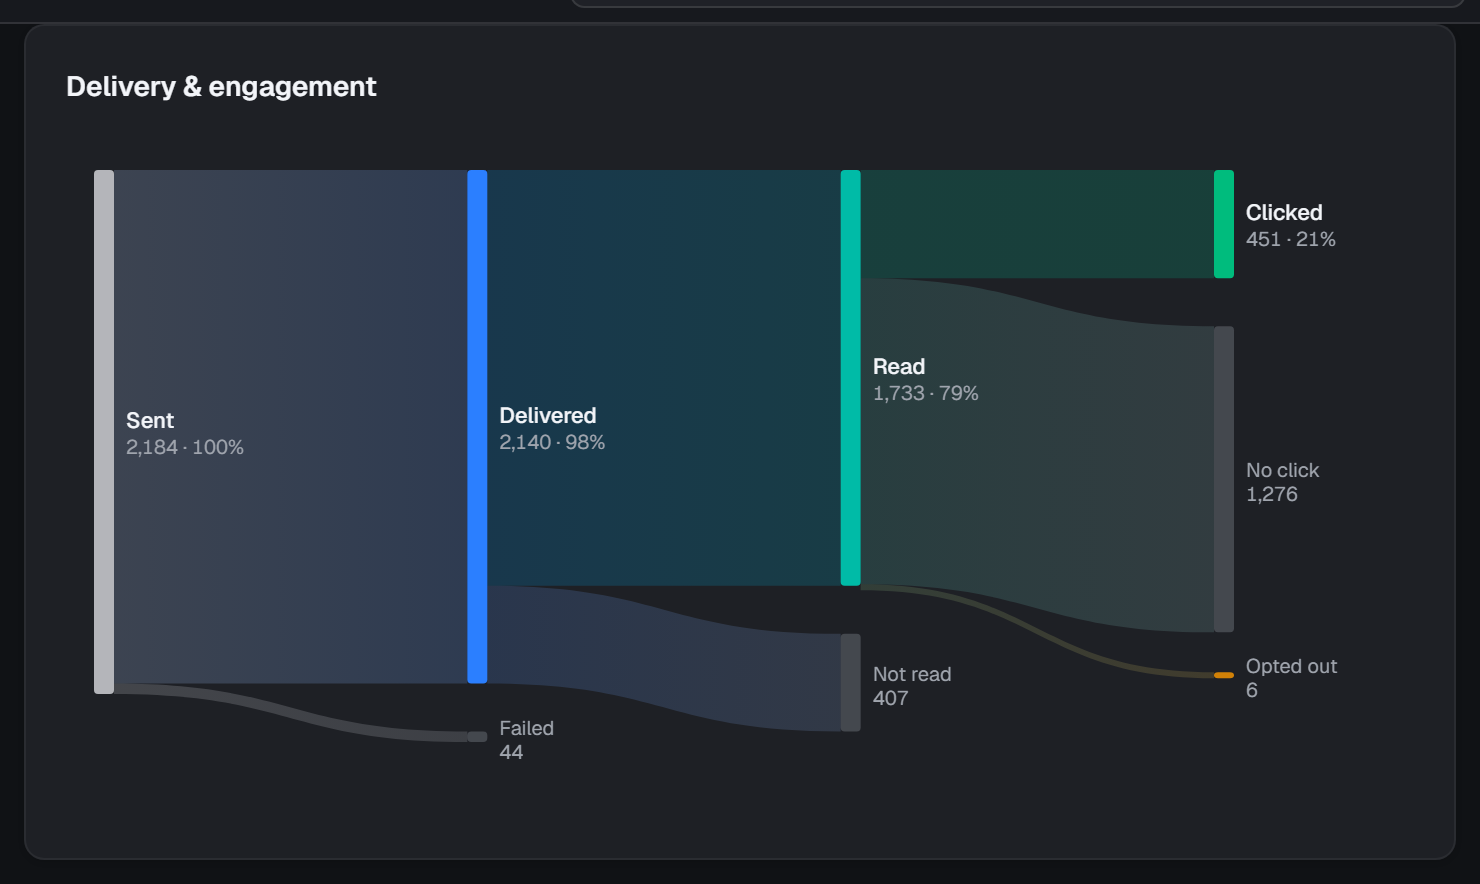 Delivery & engagement
Clicked
451 · 21%
Read
1,733 · 79%
Sent
2,184 · 100%
Delivered
2,140 · 98%
No click
1,276
Not read
407
Opted out
6
Failed
44